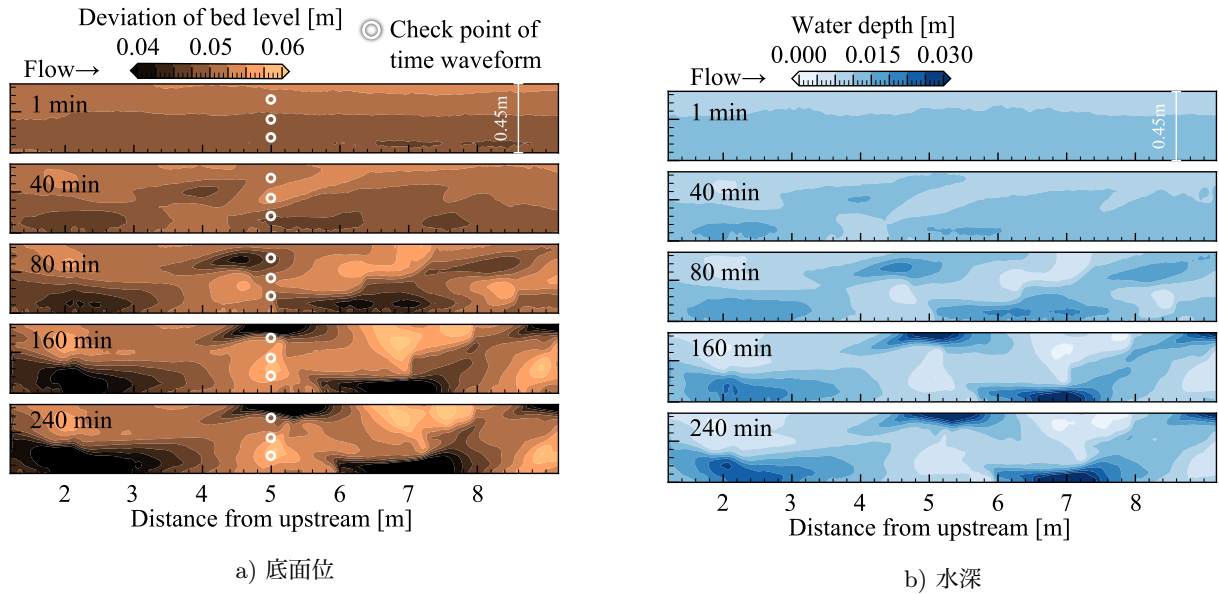 Deviation of bed level [m]
0.04 0.05 0.06
Flow→
Check point of
time waveform
1 min
0.45m
40 min
80 min
160 min
240 min
2 3 4 5 6 7 8
Distance from upstream [m]
a) 底面位
Water depth [m]
0.000 0.015 0.030
Flow→
1 min
0.45m
40 min
80 min
160 min
240 min
2 3 4 5 6 7 8
Distance from upstream [m]
b) 水深